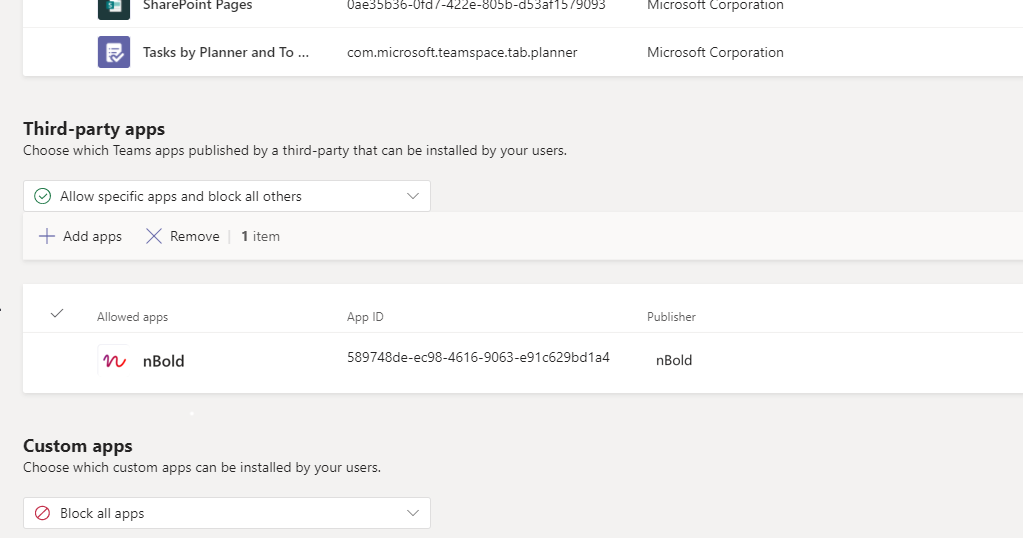 SharePoint Pages 0ae35b36-0fd7-422e-805b-d53af1579093 Microsoft Corporation
Tasks by Planner and To ... com.microsoft.teamspace.tab.planner Microsoft Corporation
Third-party apps
Choose which Teams apps published by a third-party that can be installed by your users.
Allow specific apps and block all others
Add apps Remove 1 item
Allowed apps App ID Publisher
nBold 589748de-ec98-4616-9063-e91c629bd1a4 nBold
Custom apps
Choose which custom apps can be installed by your users.
Block all apps